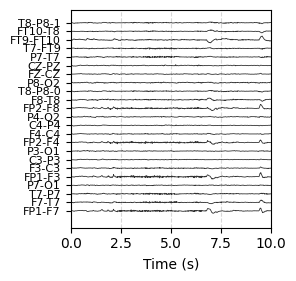 T8-P8-1
FT10-T8
FT9-FT10
T7-FT9
P7-T7
CZ-PZ
FZ-CZ
P8-O2
T8-P8-0
F8-T8
FP2-F8
P4-O2
C4-P4
F4-C4
FP2-F4
P3-O1
C3-P3
F3-C3
FP1-F3
P7-O1
T7-P7
F7-T7
FP1-F7
0.0 2.5 5.0 7.5 10.0
Time (s)